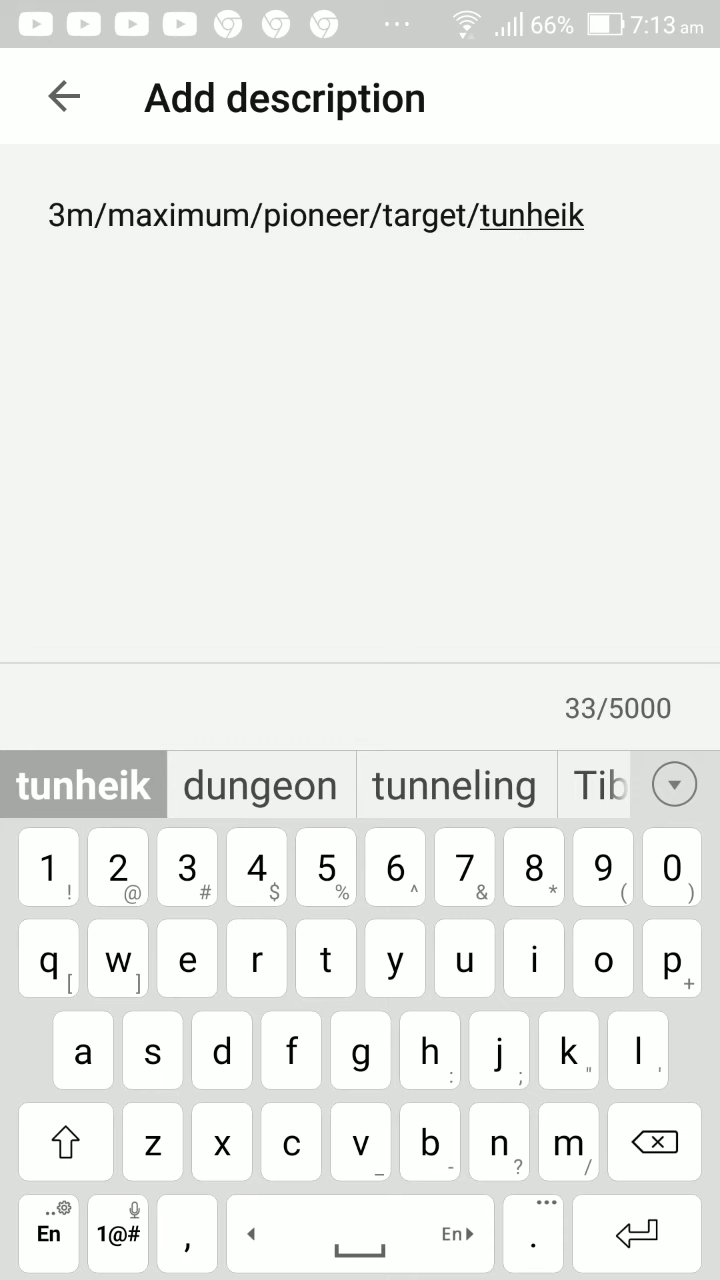 66% 7:13 am
Add description
3m/maximum/pioneer/target/tunheik
33/5000
tunheik dungeon tunneling Tib
1 ! 2 @ 3 # 4 $ 5 % 6 ^ 7 & 8 * 9 ( 0 )
q [ w ] e r t y u i o p +
a s d f g h : j ; k " l '
z x c v _ b - n ? m /
En 1@# , En .